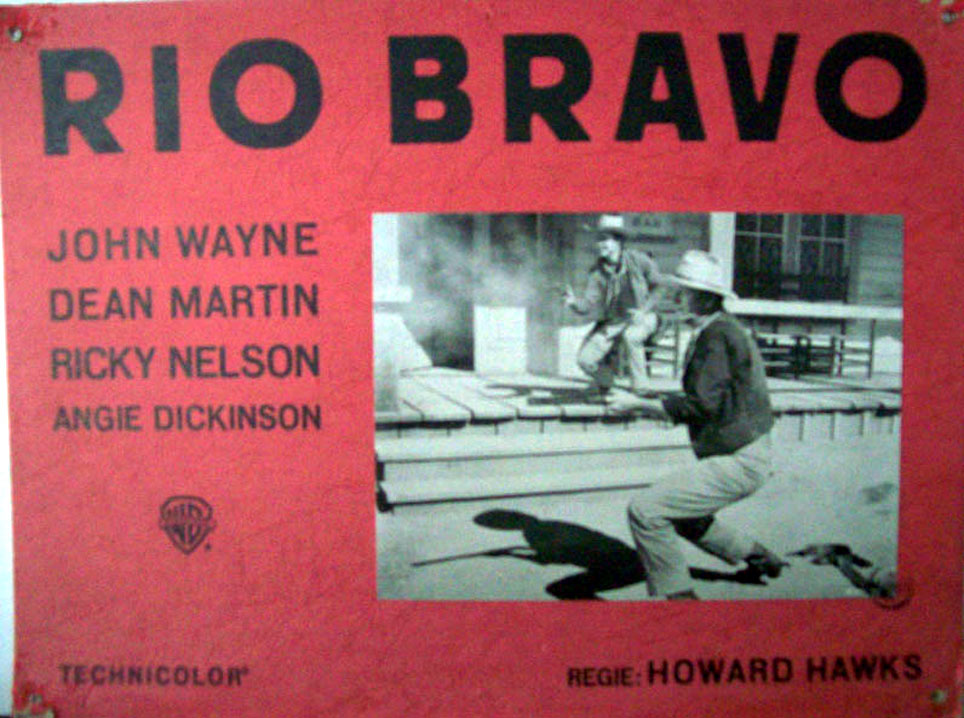 RIO BRAVO
JOHN WAYNE
DEAN MARTIN
RICKY NELSON
ANGIE DICKINSON
TECHNICOLOR®
REGIE: HOWARD HAWKS